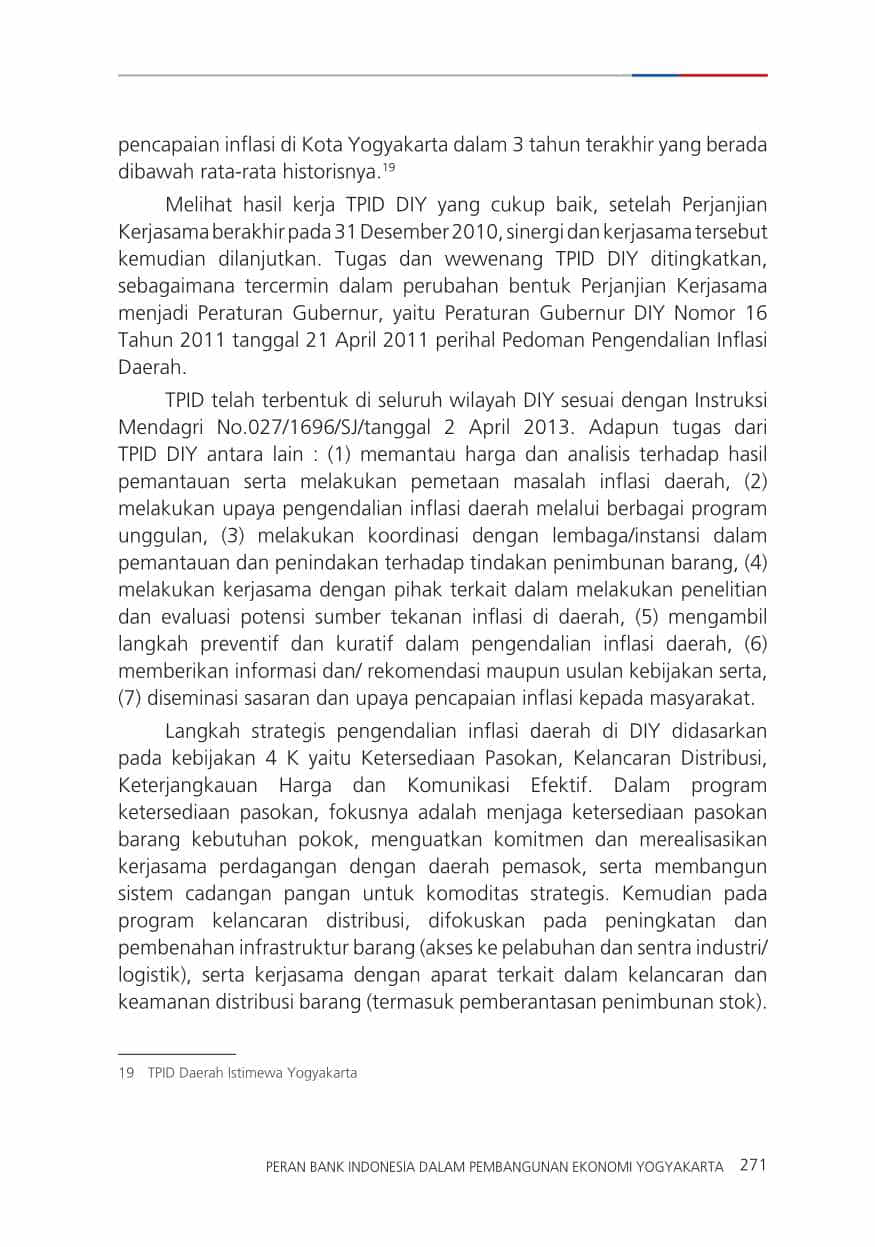 pencapaian inflasi di Kota Yogyakarta dalam 3 tahun terakhir yang berada
dibawah rata-rata historisnya.19
Melihat hasil kerja TPID DIY yang cukup baik, setelah Perjanjian
Kerjasama berakhir pada 31 Desember 2010, sinergi dan kerjasama tersebut
kemudian dilanjutkan. Tugas dan wewenang TPID DIY ditingkatkan,
sebagaimana tercermin dalam perubahan bentuk Perjanjian Kerjasama
menjadi Peraturan Gubernur, yaitu Peraturan Gubernur DIY Nomor 16
Tahun 2011 tanggal 21 April 2011 perihal Pedoman Pengendalian Inflasi
Daerah.
TPID telah terbentuk di seluruh wilayah DIY sesuai dengan Instruksi
Mendagri No.027/1696/SJ/tanggal 2 April 2013. Adapun tugas dari
TPID DIY antara lain : (1) memantau harga dan analisis terhadap hasil
pemantauan serta melakukan pemetaan masalah inflasi daerah, (2)
melakukan upaya pengendalian inflasi daerah melalui berbagai program
unggulan, (3) melakukan koordinasi dengan lembaga/instansi dalam
pemantauan dan penindakan terhadap tindakan penimbunan barang, (4)
melakukan kerjasama dengan pihak terkait dalam melakukan penelitian
dan evaluasi potensi sumber tekanan inflasi di daerah, (5) mengambil
langkah preventif dan kuratif dalam pengendalian inflasi daerah, (6)
memberikan informasi dan/ rekomendasi maupun usulan kebijakan serta,
(7) diseminasi sasaran dan upaya pencapaian inflasi kepada masyarakat.
Langkah strategis pengendalian inflasi daerah di DIY didasarkan
pada kebijakan 4 K yaitu Ketersediaan Pasokan, Kelancaran Distribusi,
Keterjangkauan Harga dan Komunikasi Efektif. Dalam program
ketersediaan pasokan, fokusnya adalah menjaga ketersediaan pasokan
barang kebutuhan pokok, menguatkan komitmen dan merealisasikan
kerjasama perdagangan dengan daerah pemasok, serta membangun
sistem cadangan pangan untuk komoditas strategis. Kemudian pada
program kelancaran distribusi, difokuskan pada peningkatan dan
pembenahan infrastruktur barang (akses ke pelabuhan dan sentra industri/
logistik), serta kerjasama dengan aparat terkait dalam kelancaran dan
keamanan distribusi barang (termasuk pemberantasan penimbunan stok).
19 TPID Daerah Istimewa Yogyakarta
PERAN BANK INDONESIA DALAM PEMBANGUNAN EKONOMI YOGYAKARTA 271